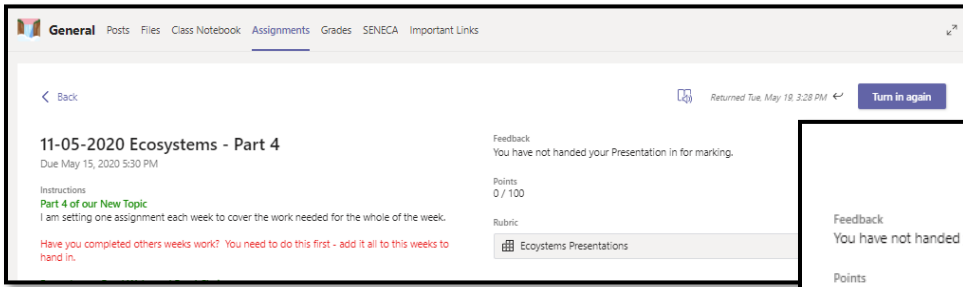 General Posts Files Class Notebook Assignments Grades SENECA Important Links
Back
Returned Tue, May 19, 3:28 PM
Turn in again
11-05-2020 Ecosystems - Part 4
Due May 15, 2020 5:30 PM
Instructions
Part 4 of our New Topic
I am setting one assignment each week to cover the work needed for the whole of the week.
Have you completed others weeks work? You need to do this first - add it all to this weeks to
hand in.
Feedback
You have not handed your Presentation in for marking.
Points
0 / 100
Rubric
Ecoystems Presentations
Feedback
You have not handed
Points